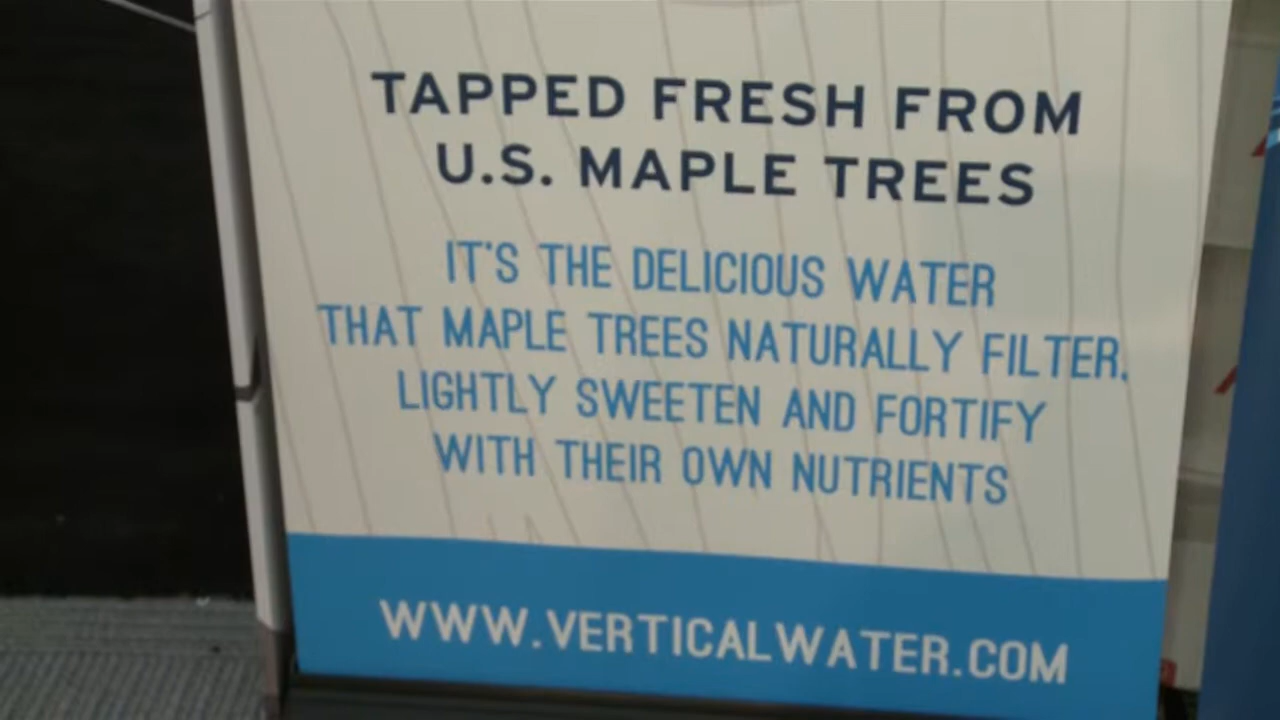 TAPPED FRESH FROM
U.S. MAPLE TREES
IT'S THE DELICIOUS WATER
THAT MAPLE TREES NATURALLY FILTER,
LIGHTLY SWEETEN AND FORTIFY
WITH THEIR OWN NUTRIENTS
WWW.VERTICALWATER.COM